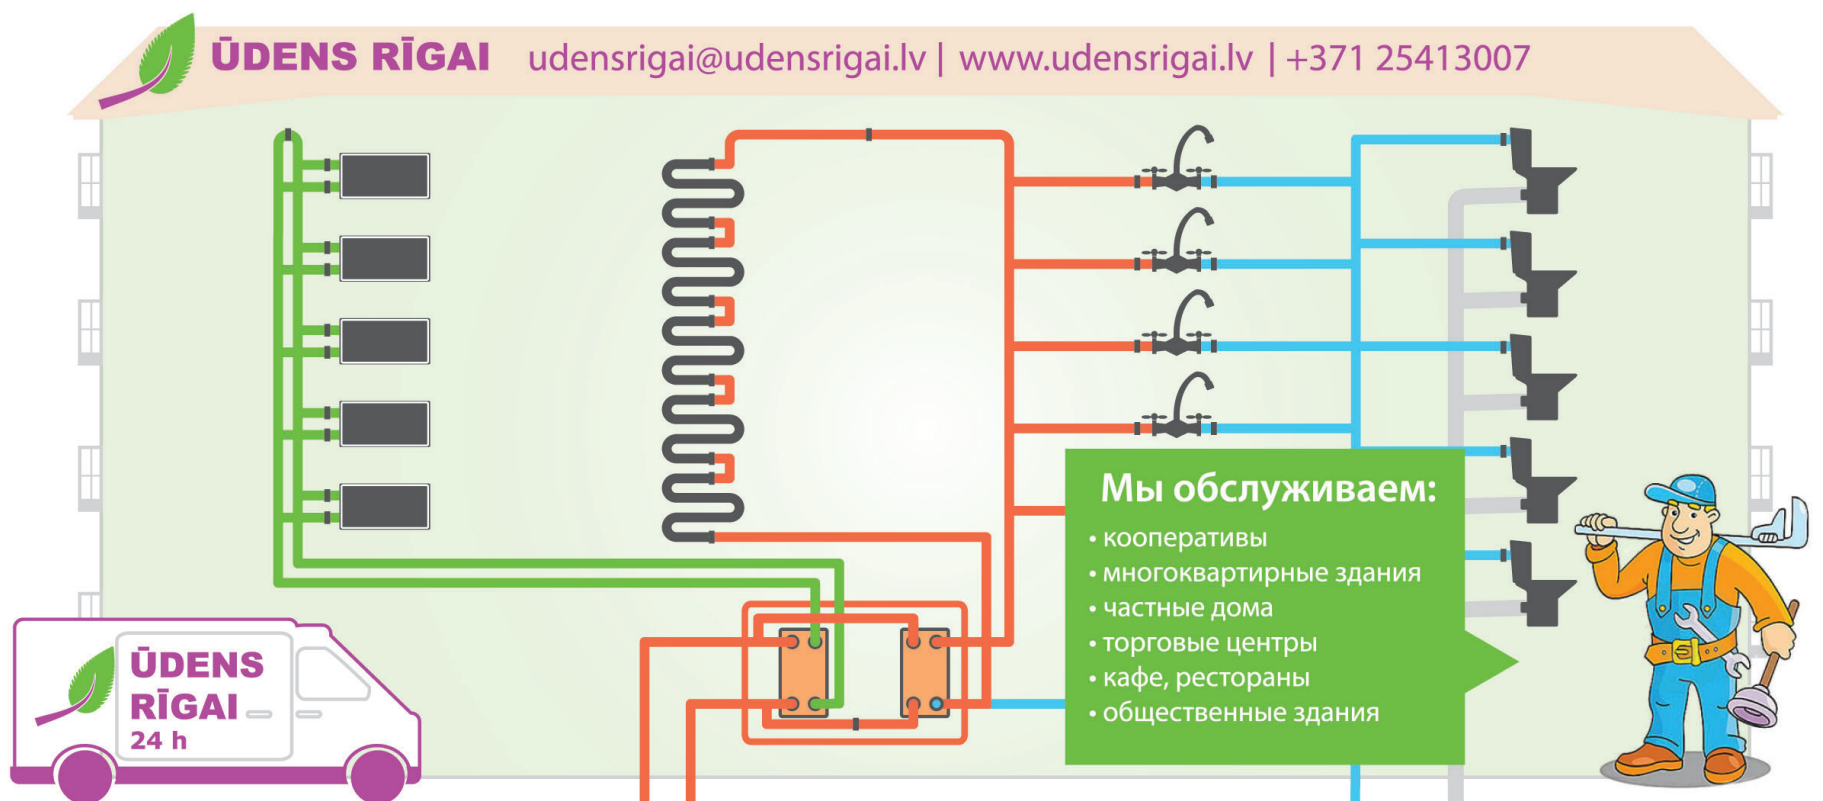 ŪDENS RĪGAI udensrigai@udensrigai.lv | www.udensrigai.lv | +371 25413007
Мы обслуживаем:
• кооперативы
• многоквартирные здания
• частные дома
• торговые центры
• кафе, рестораны
• общественные здания
ŪDENS
RĪGAI
24 h